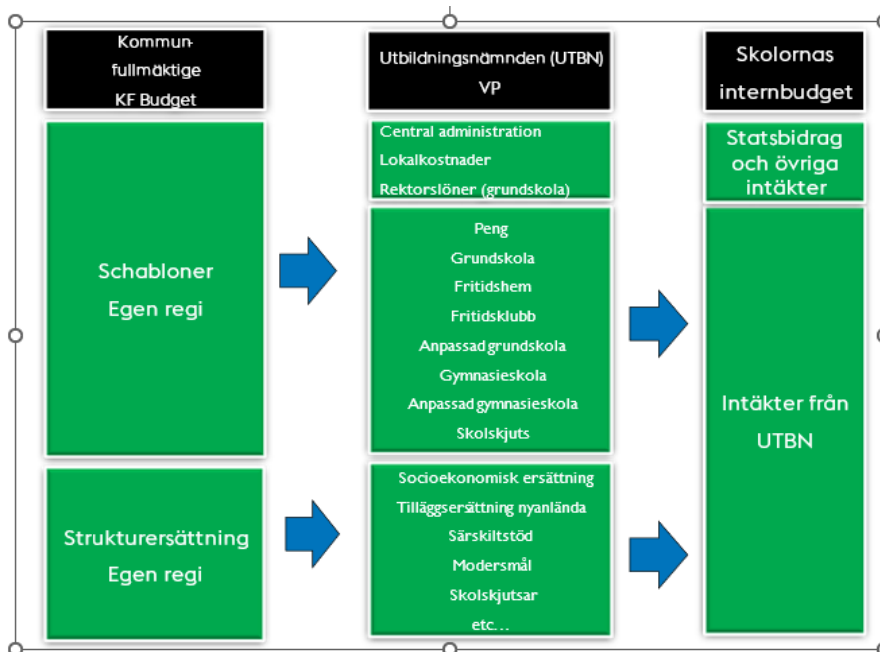 Kommun-
fullmäktige
KF Budget
Schabloner
Egen regi
Strukturersättning
Egen regi
Utbildningsnämnden (UTBN)
VP
Central administration
Lokalkostnader
Rektorslöner (grundskola)
Peng
Grundskola
Fritidshem
Fritidsklubb
Anpassad grundskola
Gymnasieskola
Anpassad gymnasieskola
Skolskjuts
Socioekonomisk ersättning
Tilläggsersättning nyanlända
Särskiltstöd
Modersmål
Skolskjutsar
etc…
Skolornas
internbudget
Statsbidrag
och övriga
intäkter
Intäkter från
UTBN